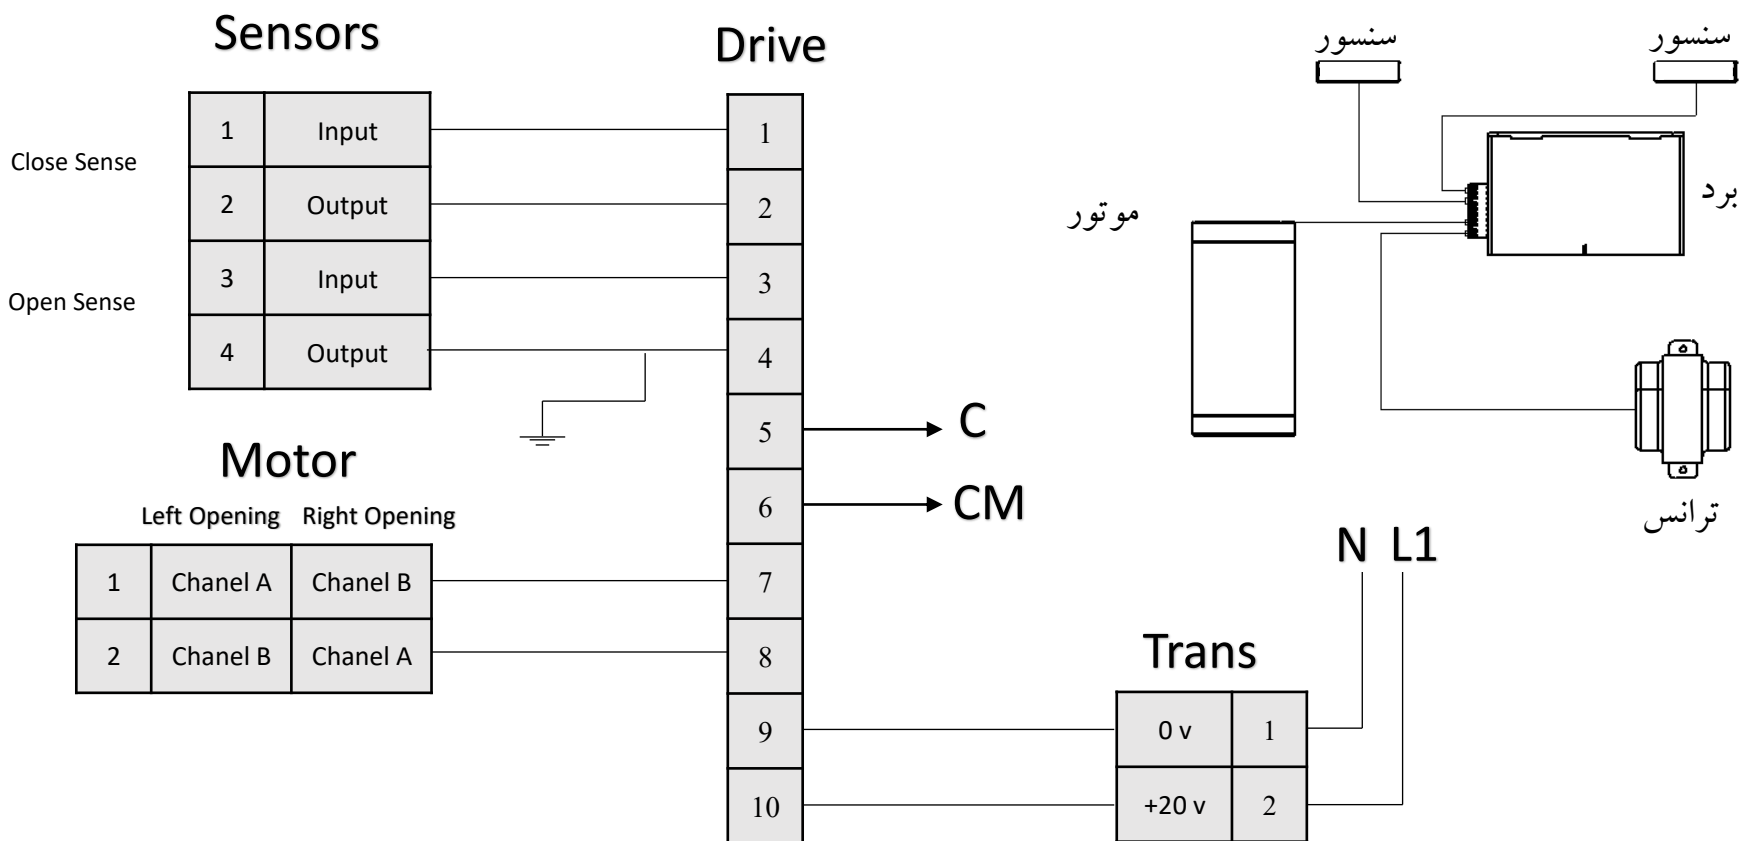 Sensors
1 Input
2 Output
3 Input
4 Output
Close Sense
Open Sense
Motor
Left Opening Right Opening
1 Chanel A Chanel B
2 Chanel B Chanel A
Drive
1
2
3
4
5
6
7
8
9
10
C
CM
N L1
Trans
0 v 1
+20 v 2
سنسور
سنسور
برد
موتور
ترانس